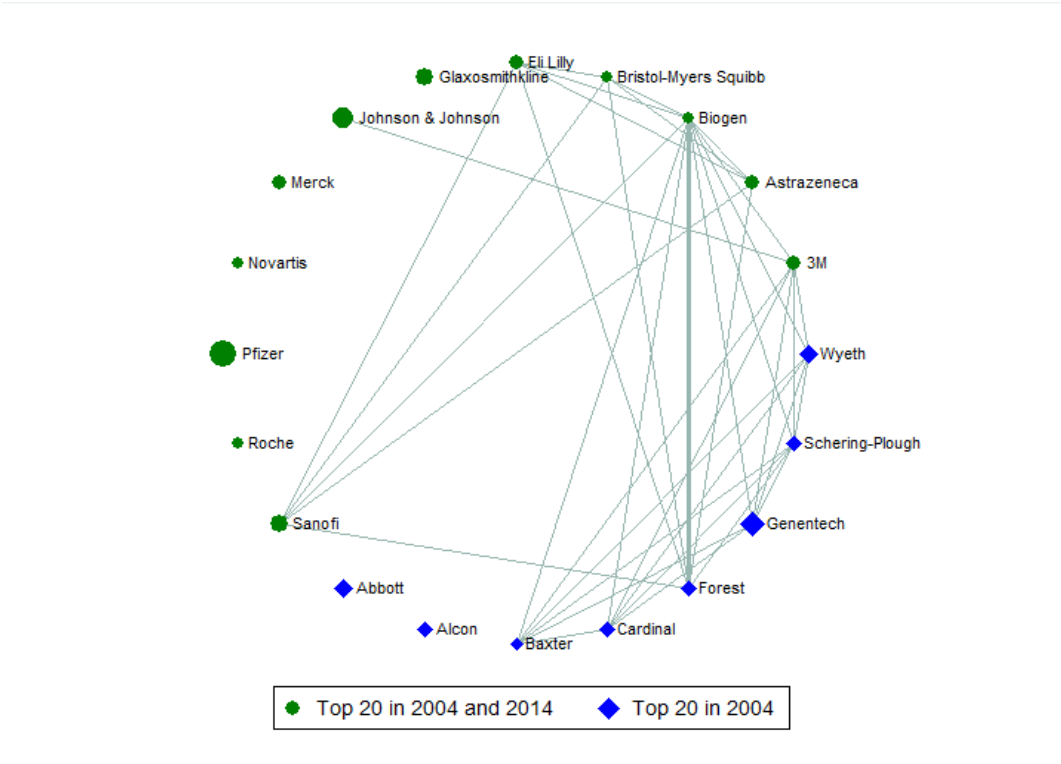 Eli Lilly
Glaxosmithkline
Bristol-Myers Squibb
Johnson & Johnson
Biogen
Merck
Astrazeneca
Novartis
3M
Pfizer
Wyeth
Roche
Schering-Plough
Sanofi
Genentech
Abbott
Forest
Alcon
Cardinal
Baxter
Top 20 in 2004 and 2014
Top 20 in 2004